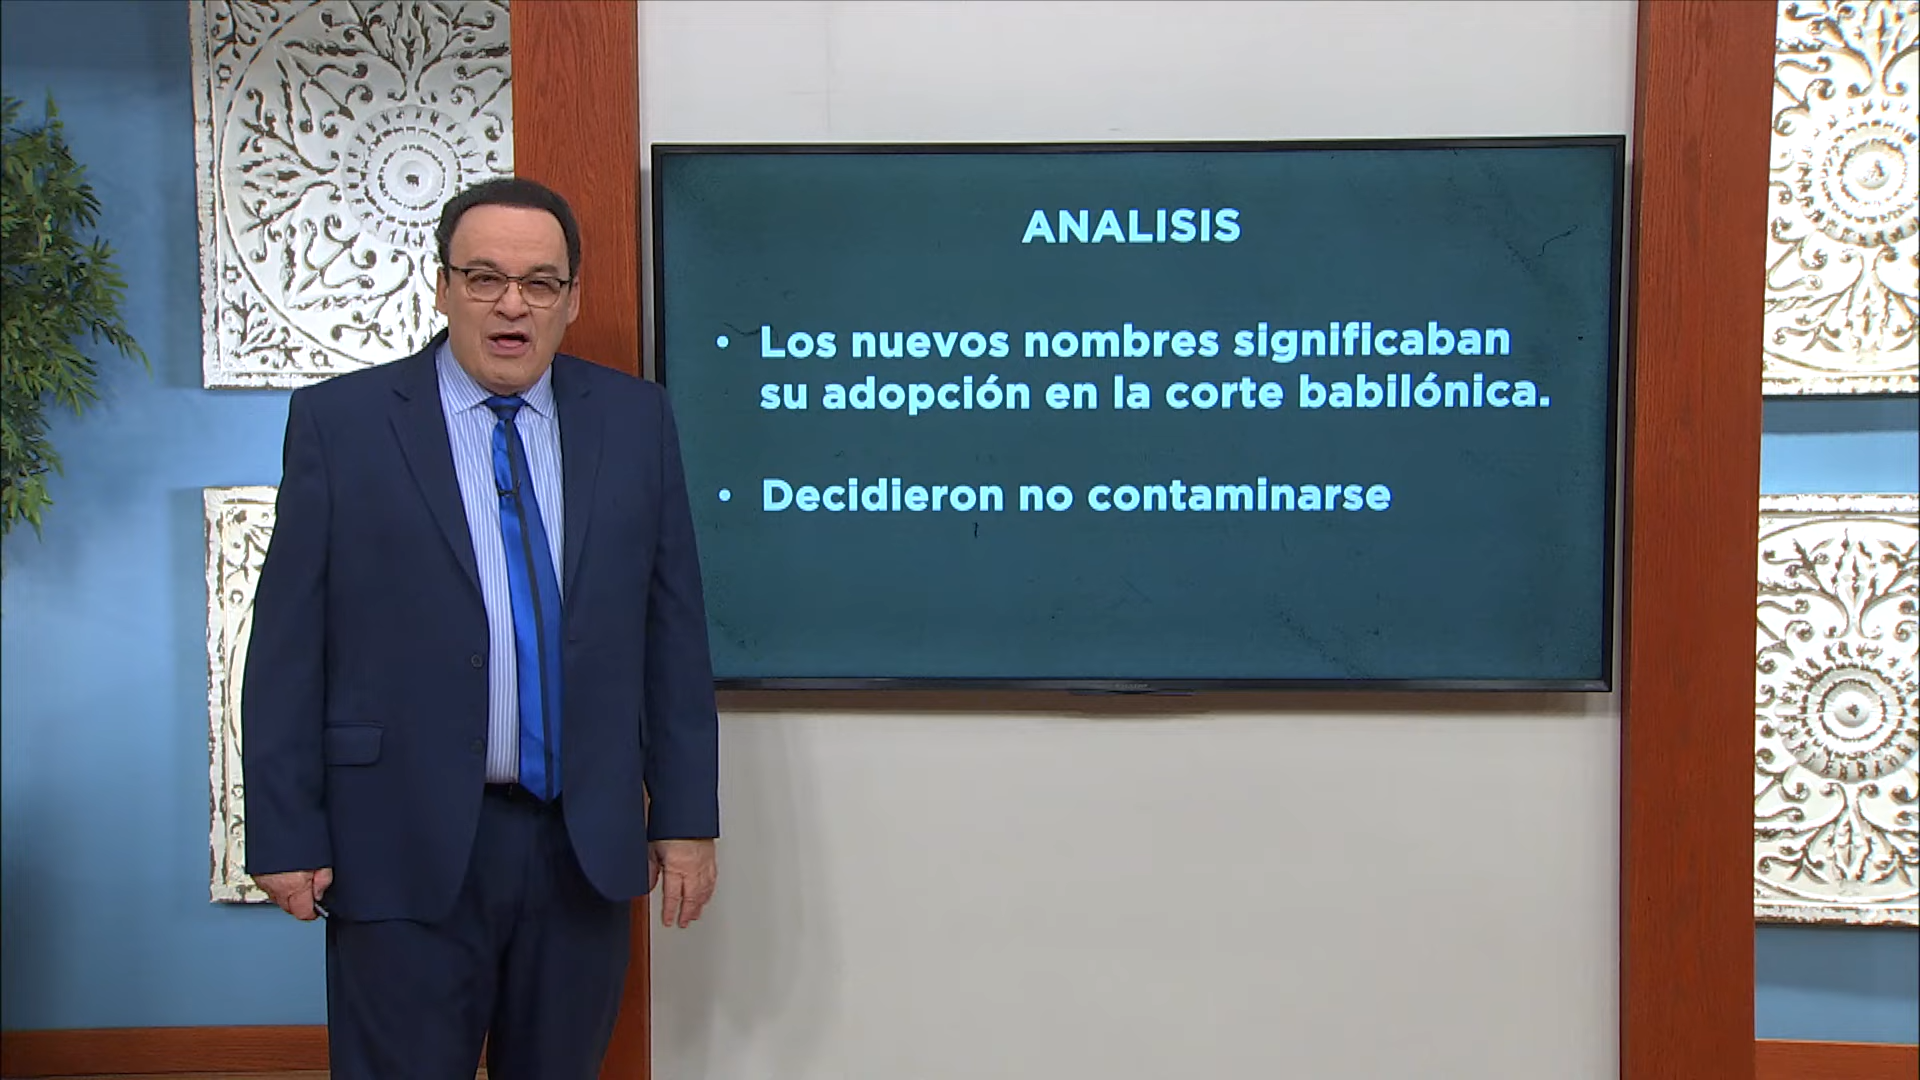 ANALISIS
• Los nuevos nombres significaban
su adopción en la corte babilónica.
• Decidieron no contaminarse